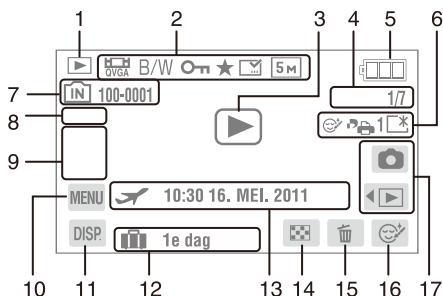 1 2 3 4 5 6
QVGA B/W 5M
7 IN 100-0001 1/7
8
1
9
MENU 10:30 16. MEI. 2011
DISP. 1e dag
10 11 12 13 14 15 16 17